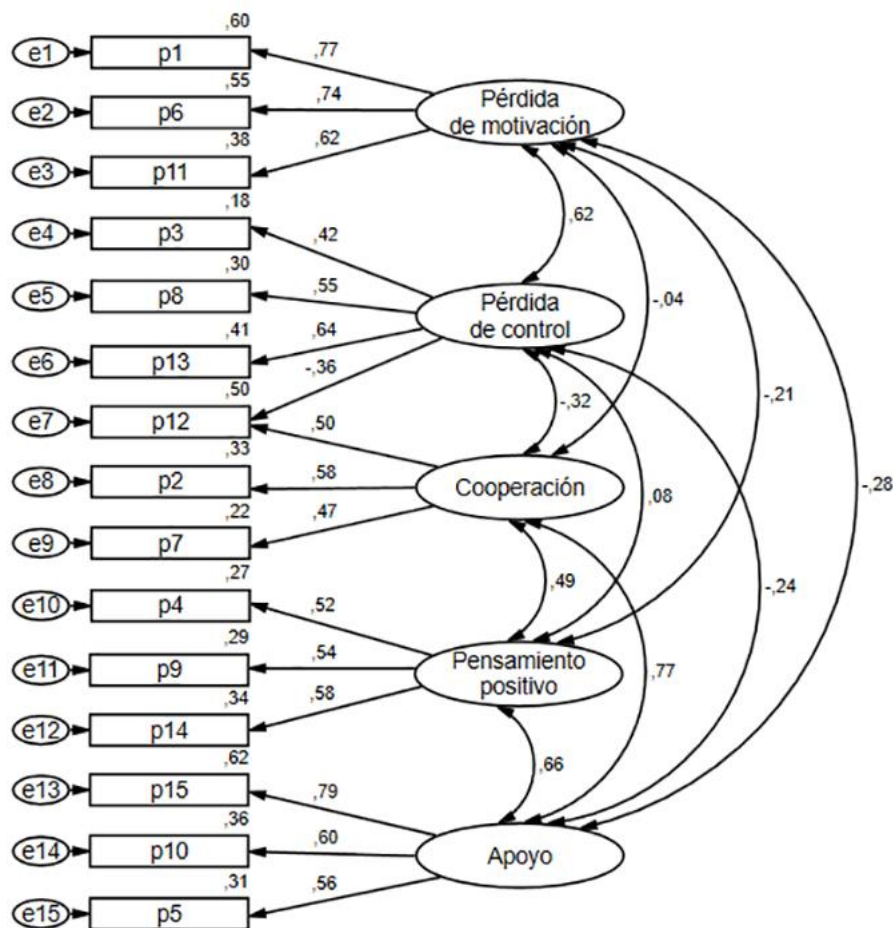 ,60
e1
p1
,77
,55
e2
p6
,74
Pérdida
de motivación
,38
e3
p11
,62
,18
e4
p3
,42
,62
,30
e5
p8
,55
Pérdida
de control
-,04
,41
e6
p13
,64
-,36
,50
e7
p12
,50
-,32
-,21
,33
e8
p2
,58
Cooperación
,08
-,28
,22
e9
p7
,47
,27
e10
p4
,52
,49
-,24
,29
e11
p9
,54
Pensamiento
positivo
,77
,34
e12
p14
,58
,62
e13
p15
,79
,66
,36
e14
p10
,60
Apoyo
,31
e15
p5
,56